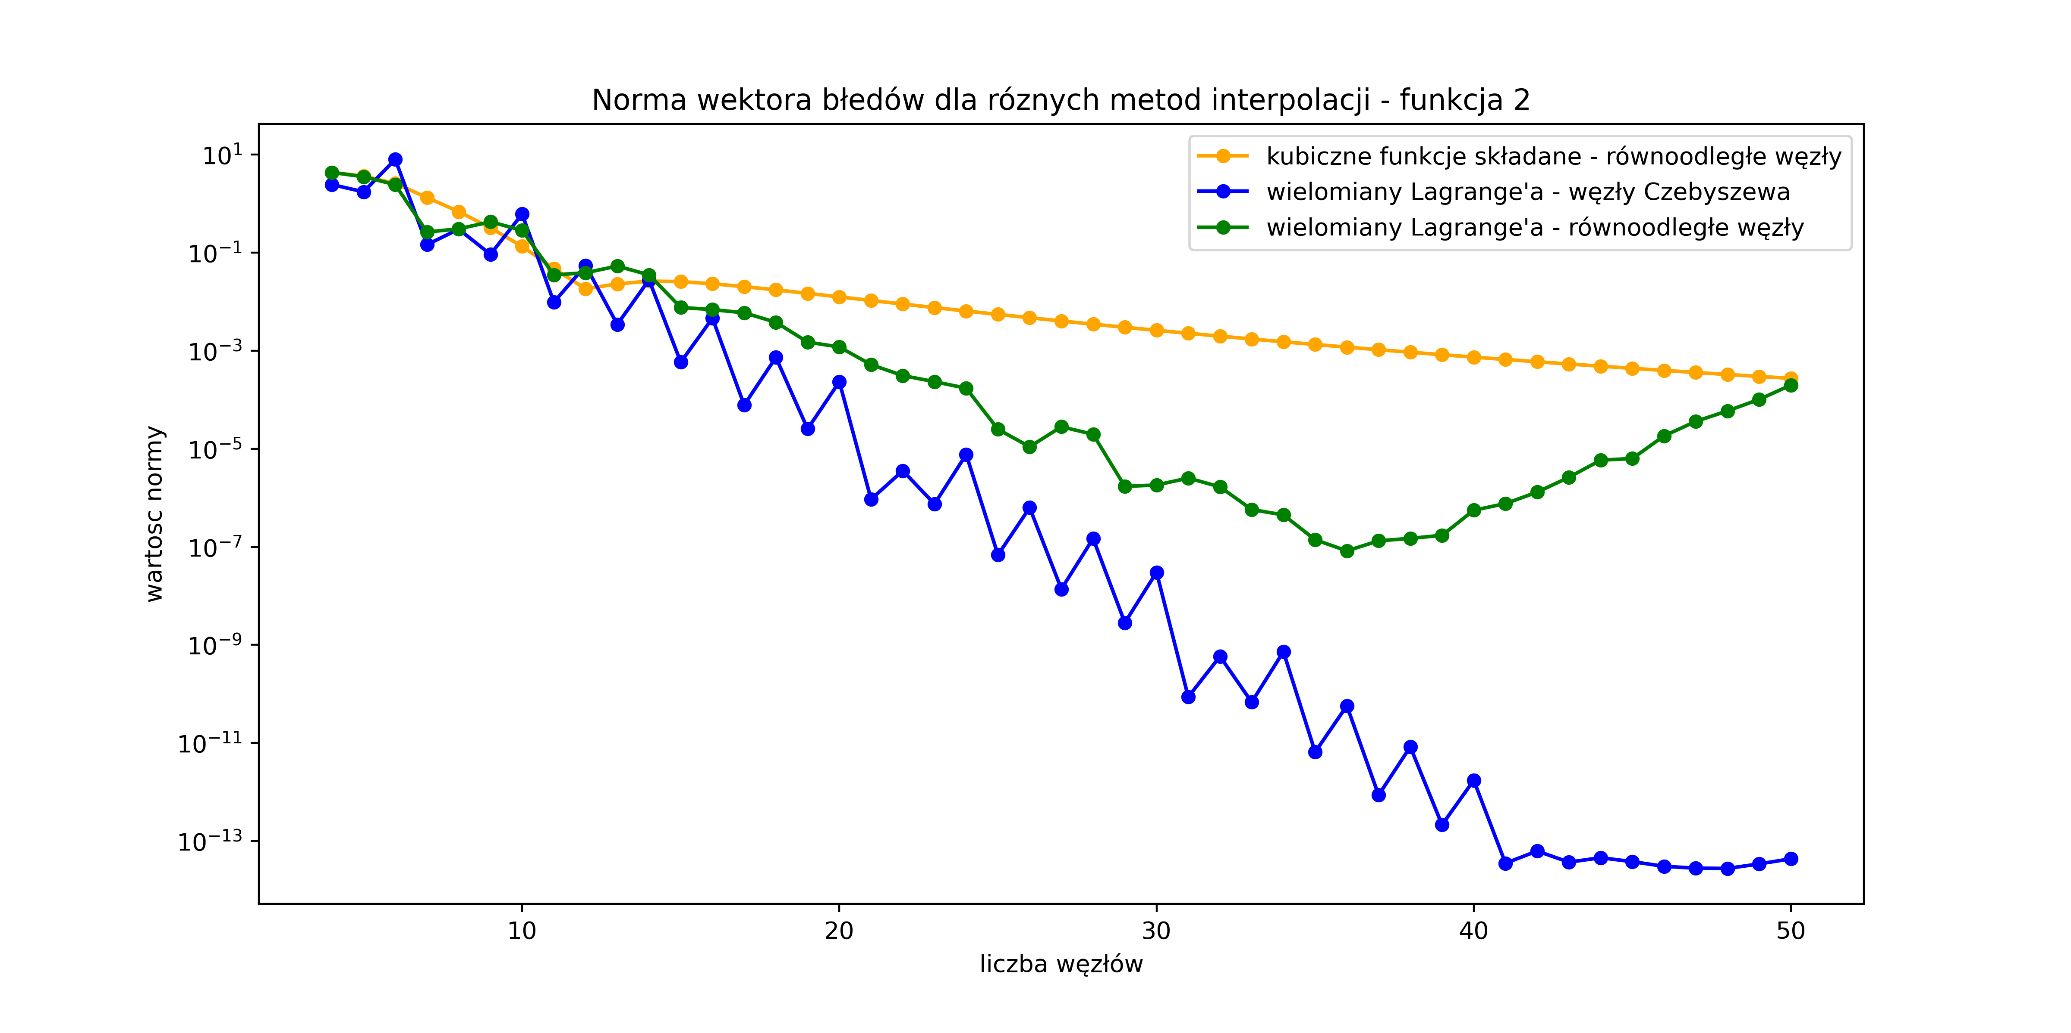 Norma wektora błedów dla róznych metod interpolacji - funkcja 2
kubiczne funkcje składane - równoodległe węzły
wielomiany Lagrange'a - węzły Czebyszewa
wielomiany Lagrange'a - równoodległe węzły
wartosc normy
10¹
10⁻¹
10⁻³
10⁻⁵
10⁻⁷
10⁻⁹
10⁻¹¹
10⁻¹³
10 20 30 40 50
liczba węzłów